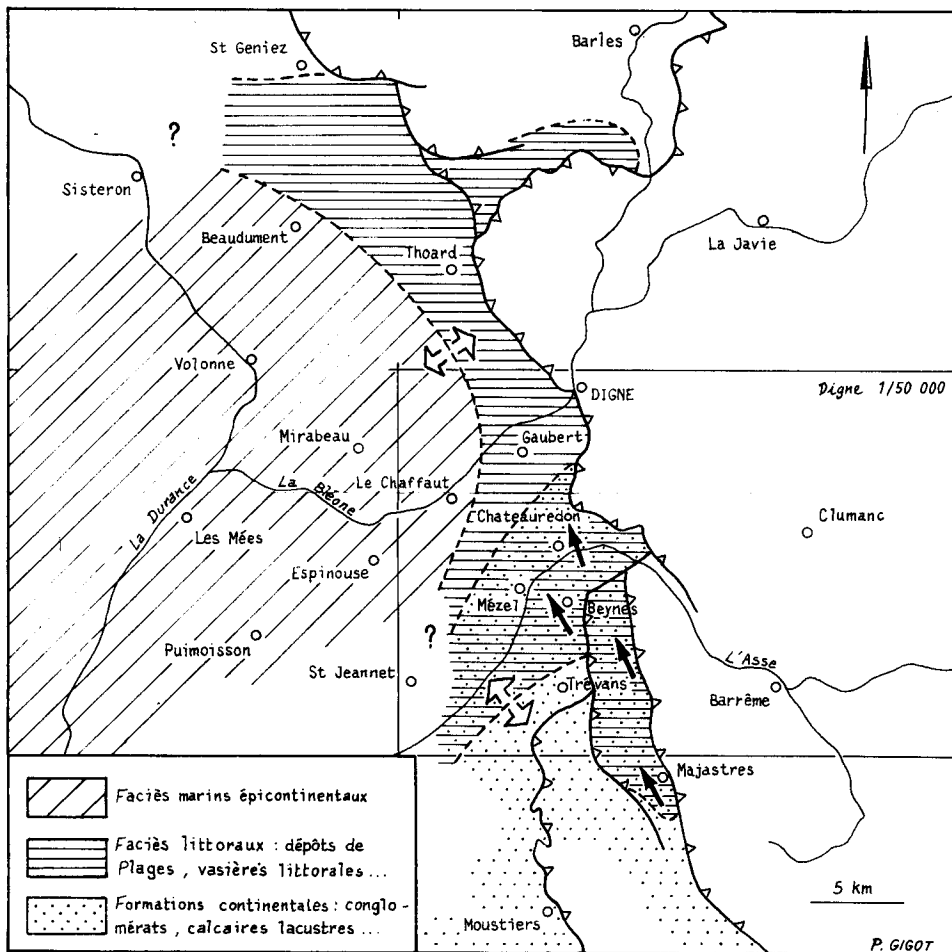 St Geniez
Barles
?
Sisteron
Beaudument
Thoard
La Javie
Volonne
DIGNE
Digne 1/50 000
Mirabeau
Gaubert
La Bléone
Le Chaffaut
La Durance
Les Mées
Chateauredon
Clumanc
Espinouse
Mézel
Beynes
?
Puimoisson
L'Asse
St Jeannet
Trévans
Barrême
Majastres
Faciès marins épicontinentaux
Faciès littoraux : dépôts de
Plages , vasières littorales ...
Formations continentales : conglo-
mérats , calcaires lacustres ...
Moustiers
5 km
P. GIGOT